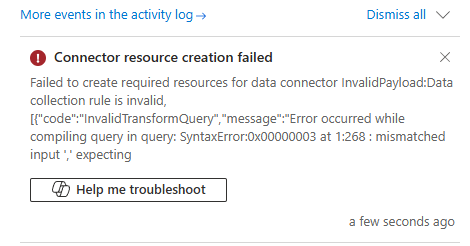 More events in the activity log →
Dismiss all
Connector resource creation failed
Failed to create required resources for data connector InvalidPayload:Data
collection rule is invalid,
[{"code":"InvalidTransformQuery","message":"Error occurred while
compiling query in query: SyntaxError:0x00000003 at 1:268 : mismatched
input ',' expecting
Help me troubleshoot
a few seconds ago